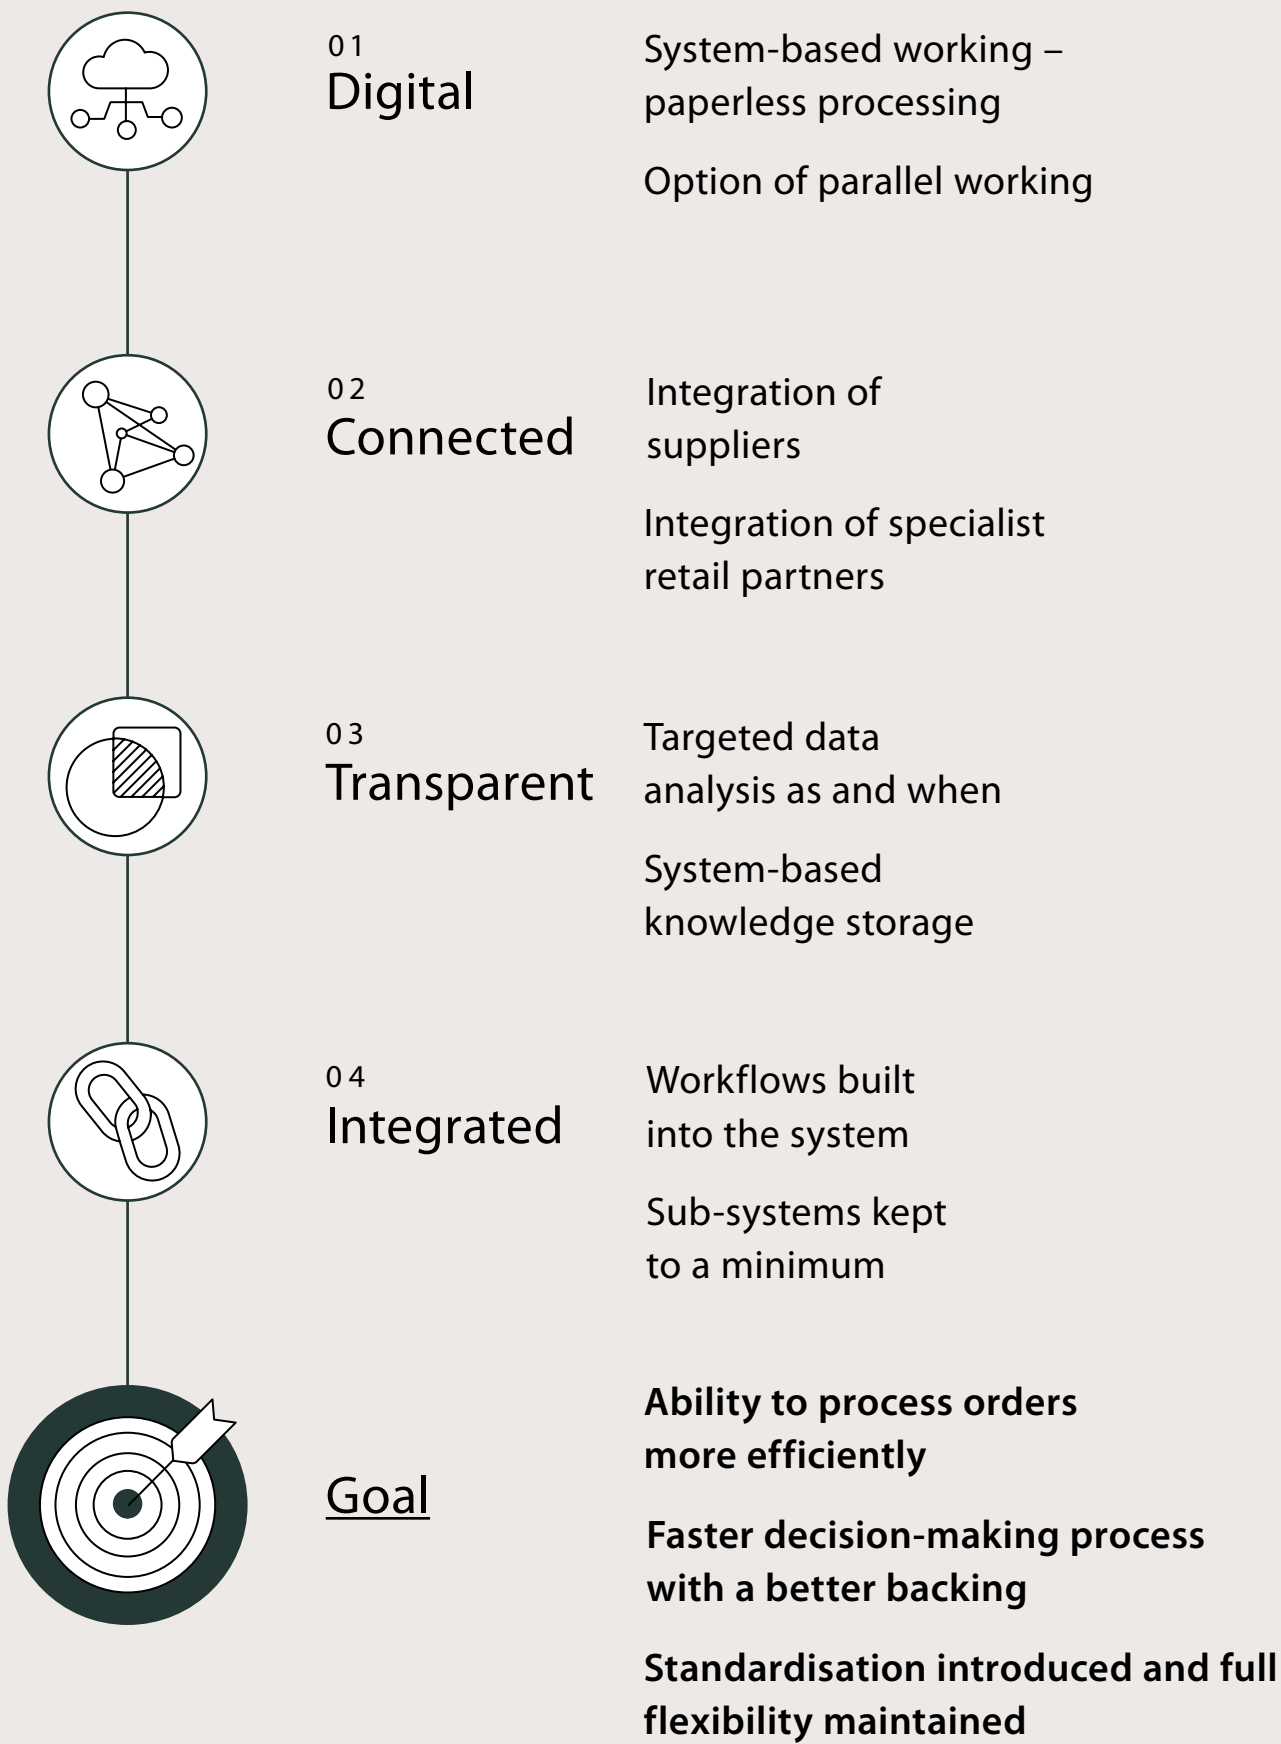 01
Digital
System-based working –
paperless processing
Option of parallel working
02
Connected
Integration of
suppliers
Integration of specialist
retail partners
03
Transparent
Targeted data
analysis as and when
System-based
knowledge storage
04
Integrated
Workflows built
into the system
Sub-systems kept
to a minimum
Goal
Ability to process orders
more efficiently
Faster decision-making process
with a better backing
Standardisation introduced and full
flexibility maintained